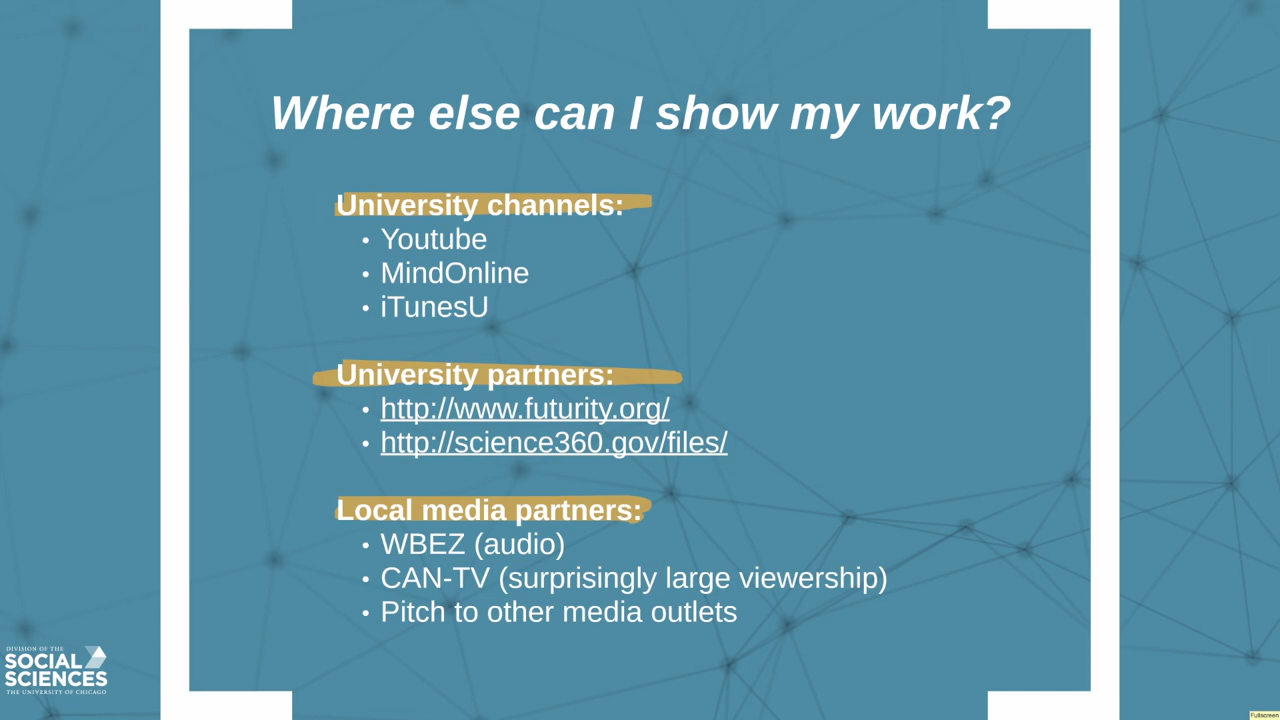 Where else can I show my work?
University channels:
• Youtube
• MindOnline
• iTunesU
University partners:
• http://www.futurity.org/
• http://science360.gov/files/
Local media partners:
• WBEZ (audio)
• CAN-TV (surprisingly large viewership)
• Pitch to other media outlets
DIVISION OF THE
SOCIAL
SCIENCES
THE UNIVERSITY OF CHICAGO
Fullscreen